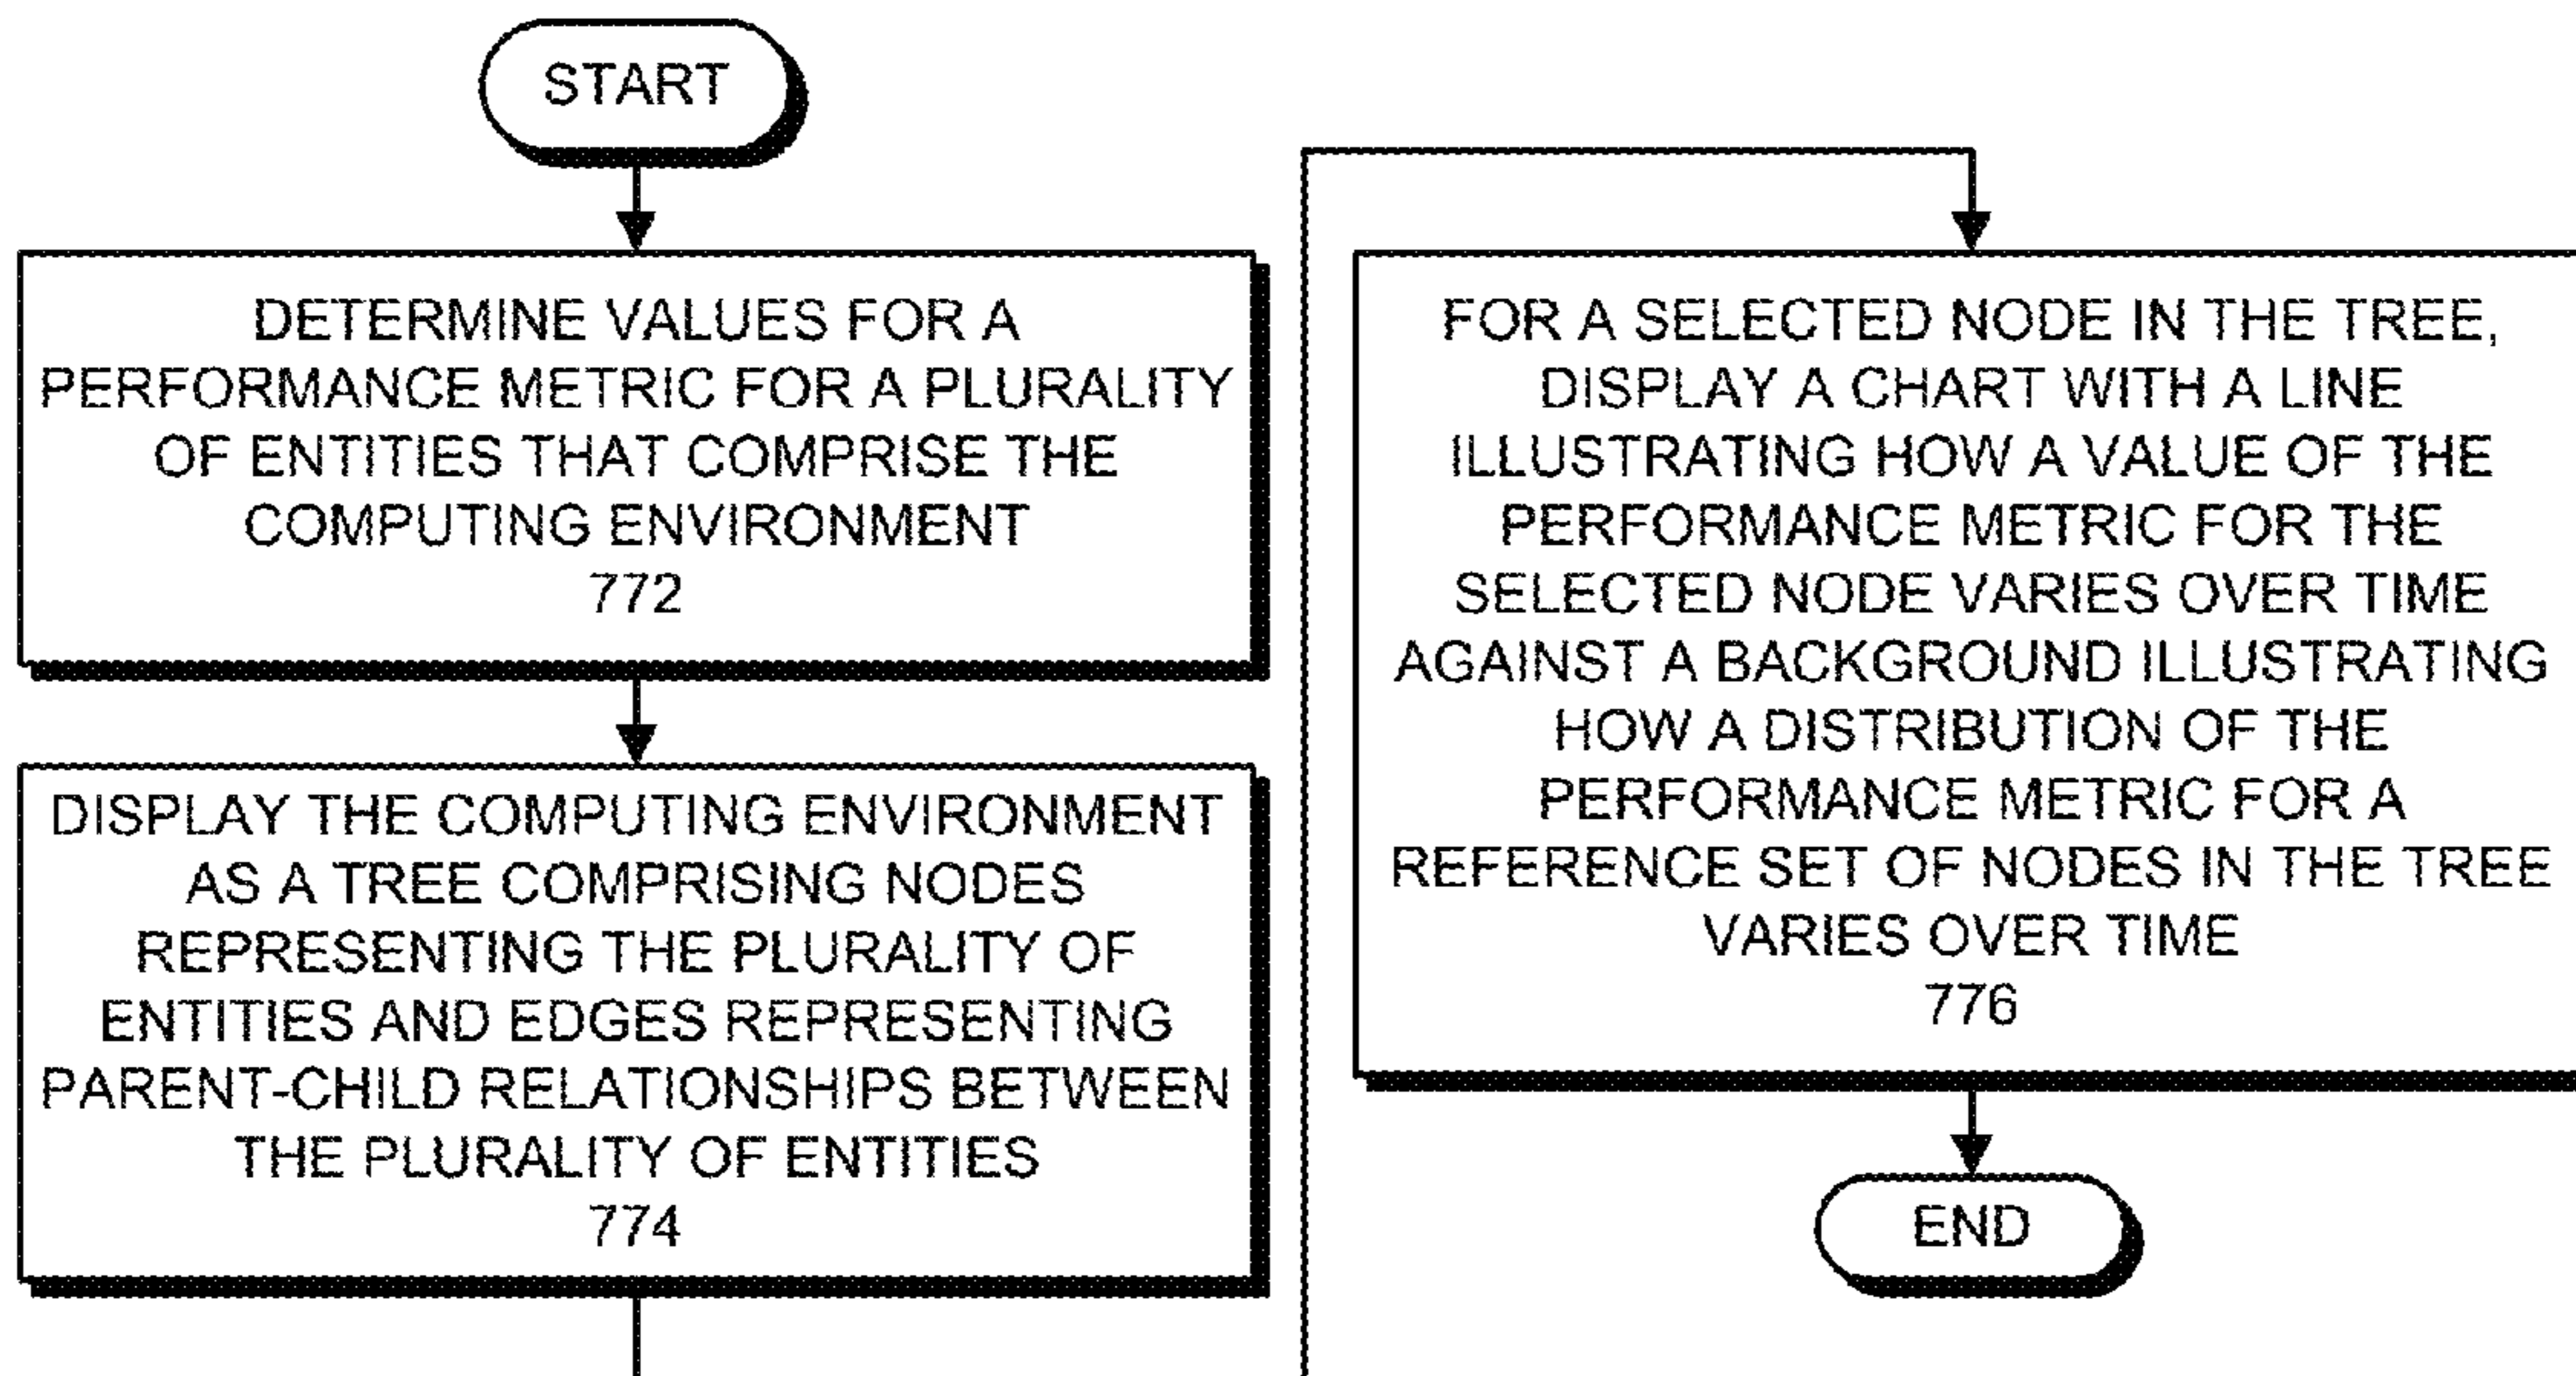 START
DETERMINE VALUES FOR A
PERFORMANCE METRIC FOR A PLURALITY
OF ENTITIES THAT COMPRISE THE
COMPUTING ENVIRONMENT
772
DISPLAY THE COMPUTING ENVIRONMENT
AS A TREE COMPRISING NODES
REPRESENTING THE PLURALITY OF
ENTITIES AND EDGES REPRESENTING
PARENT-CHILD RELATIONSHIPS BETWEEN
THE PLURALITY OF ENTITIES
774
FOR A SELECTED NODE IN THE TREE,
DISPLAY A CHART WITH A LINE
ILLUSTRATING HOW A VALUE OF THE
PERFORMANCE METRIC FOR THE
SELECTED NODE VARIES OVER TIME
AGAINST A BACKGROUND ILLUSTRATING
HOW A DISTRIBUTION OF THE
PERFORMANCE METRIC FOR A
REFERENCE SET OF NODES IN THE TREE
VARIES OVER TIME
776
END